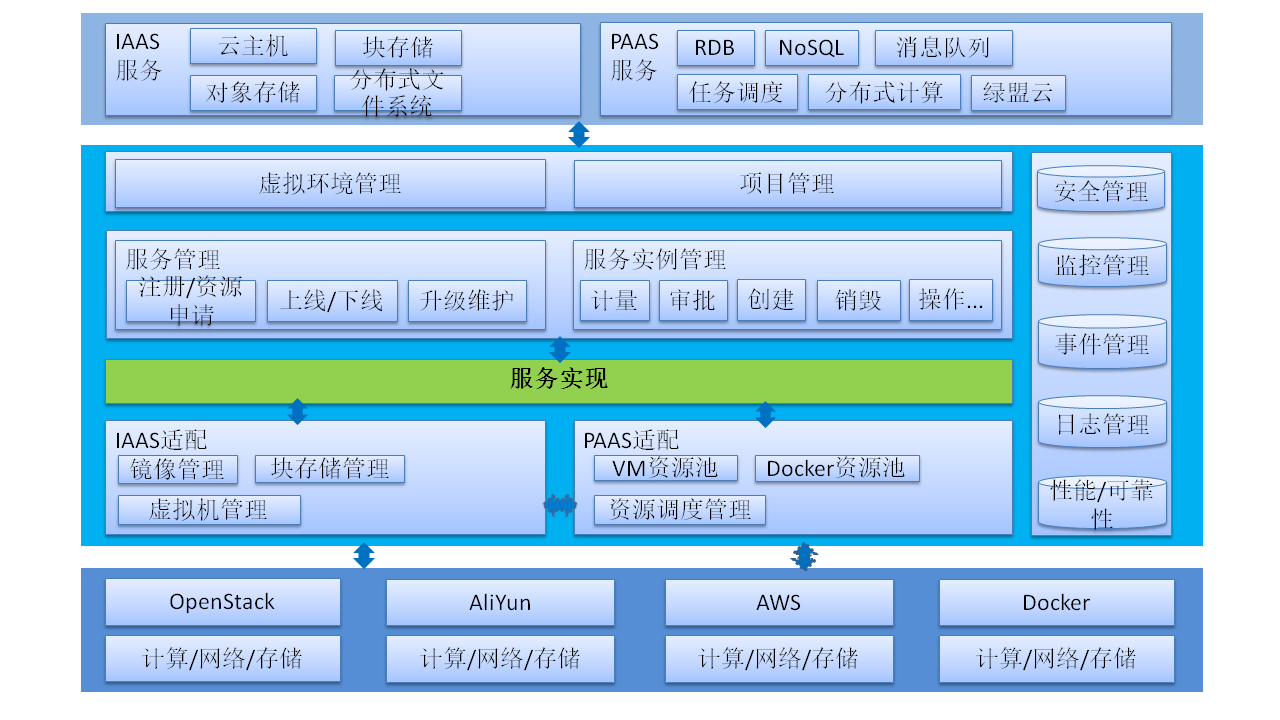 IAAS
服务
云主机
块存储
对象存储
分布式文
件系统
PAAS
服务
RDB
NoSQL
消息队列
任务调度
分布式计算
绿盟云
虚拟环境管理
项目管理
服务管理
注册/资源
申请
上线/下线
升级维护
服务实例管理
计量
审批
创建
销毁
操作...
服务实现
IAAS适配
镜像管理
块存储管理
虚拟机管理
PAAS适配
VM资源池
Docker资源池
资源调度管理
安全管理
监控管理
事件管理
日志管理
性能/可靠
性
OpenStack
AliYun
AWS
Docker
计算/网络/存储
计算/网络/存储
计算/网络/存储
计算/网络/存储